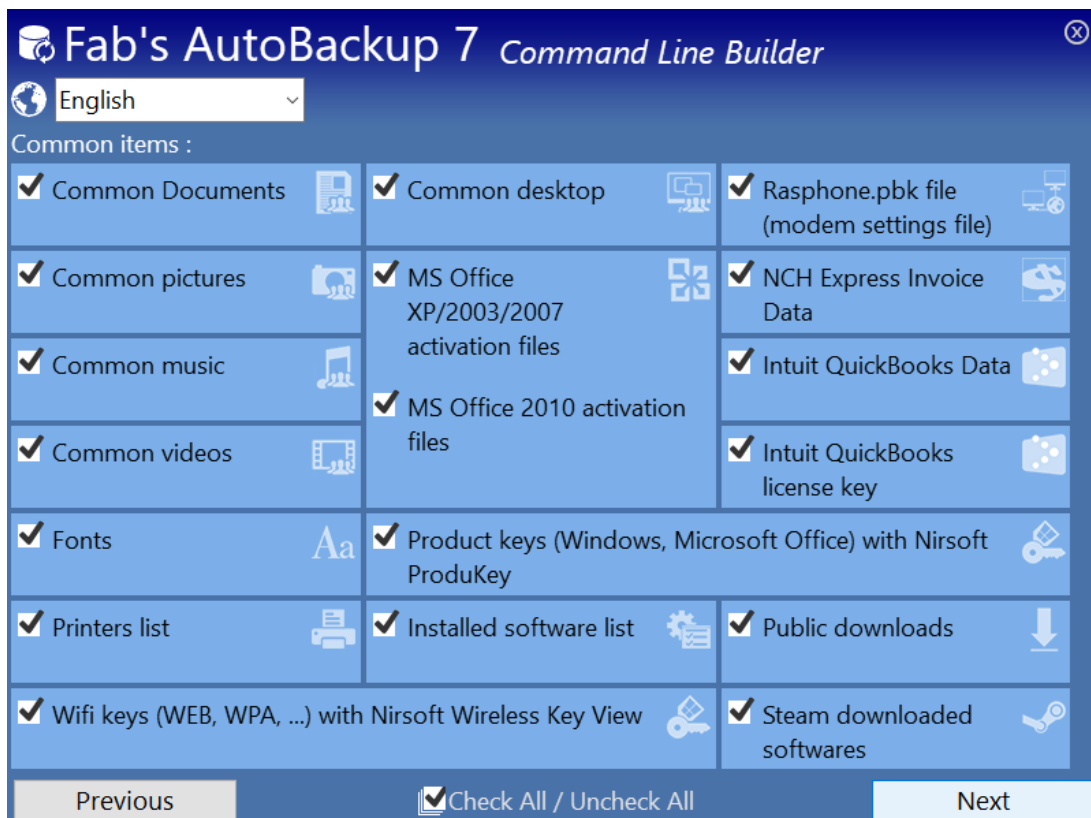 Fab's AutoBackup 7 Command Line Builder
English
Common items :
Common Documents
Common desktop
Rasphone.pbk file
(modem settings file)
Common pictures
MS Office
XP/2003/2007
activation files
NCH Express Invoice
Data
Common music
Intuit QuickBooks Data
MS Office 2010 activation
files
Common videos
Intuit QuickBooks
license key
Fonts
Aa
Product keys (Windows, Microsoft Office) with Nirsoft
ProduKey
Printers list
Installed software list
Public downloads
Wifi keys (WEB, WPA, ...) with Nirsoft Wireless Key View
Steam downloaded
softwares
Previous
Check All / Uncheck All
Next